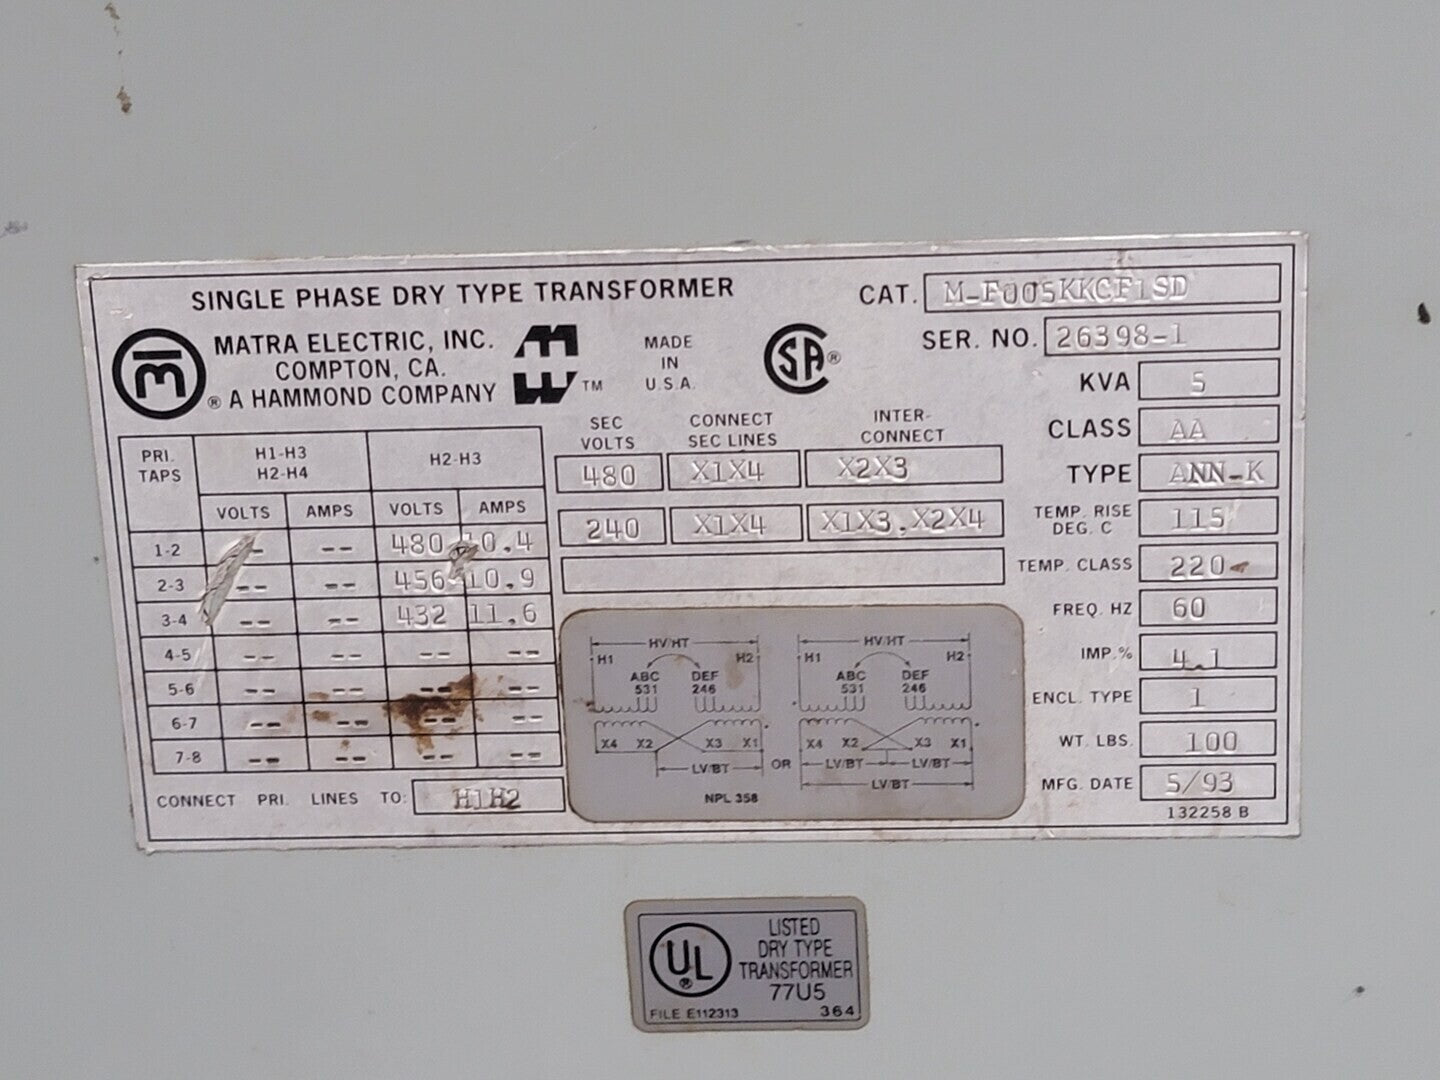 SINGLE PHASE DRY TYPE TRANSFORMER
CAT. M-F005KKCF1SD
MATRA ELECTRIC, INC.
COMPTON, CA.
® A HAMMOND COMPANY
TM
MADE
IN
U.S.A.
SA®
SER. NO. 26398-1
KVA 5
CLASS AA
TYPE ANN-K
TEMP. RISE
DEG. C 115
TEMP. CLASS 220
FREQ. HZ 60
IMP.% 4.1
ENCL. TYPE 1
WT. LBS. 100
MFG. DATE 5/93
132258 B
PRI. TAPS H1-H3 H2-H4 H2-H3
VOLTS AMPS VOLTS AMPS
1-2 -- -- 480 10.4
2-3 -- -- 456 10.9
3-4 -- -- 432 11.6
4-5 -- -- -- --
5-6 -- -- -- --
6-7 -- -- -- --
7-8 -- -- -- --
CONNECT PRI. LINES TO: H1H2
SEC VOLTS CONNECT SEC LINES INTER-CONNECT
480 X1X4 X2X3
240 X1X4 X1X3,X2X4
HV/HT HV/HT
H1 H2 H1 H2
ABC DEF ABC DEF
531 246 531 246
X4 X2 X3 X1 X4 X2 X3 X1
LV/BT OR LV/BT LV/BT
LV/BT
NPL 358
UL®
LISTED
DRY TYPE
TRANSFORMER
77U5
FILE E112313 364